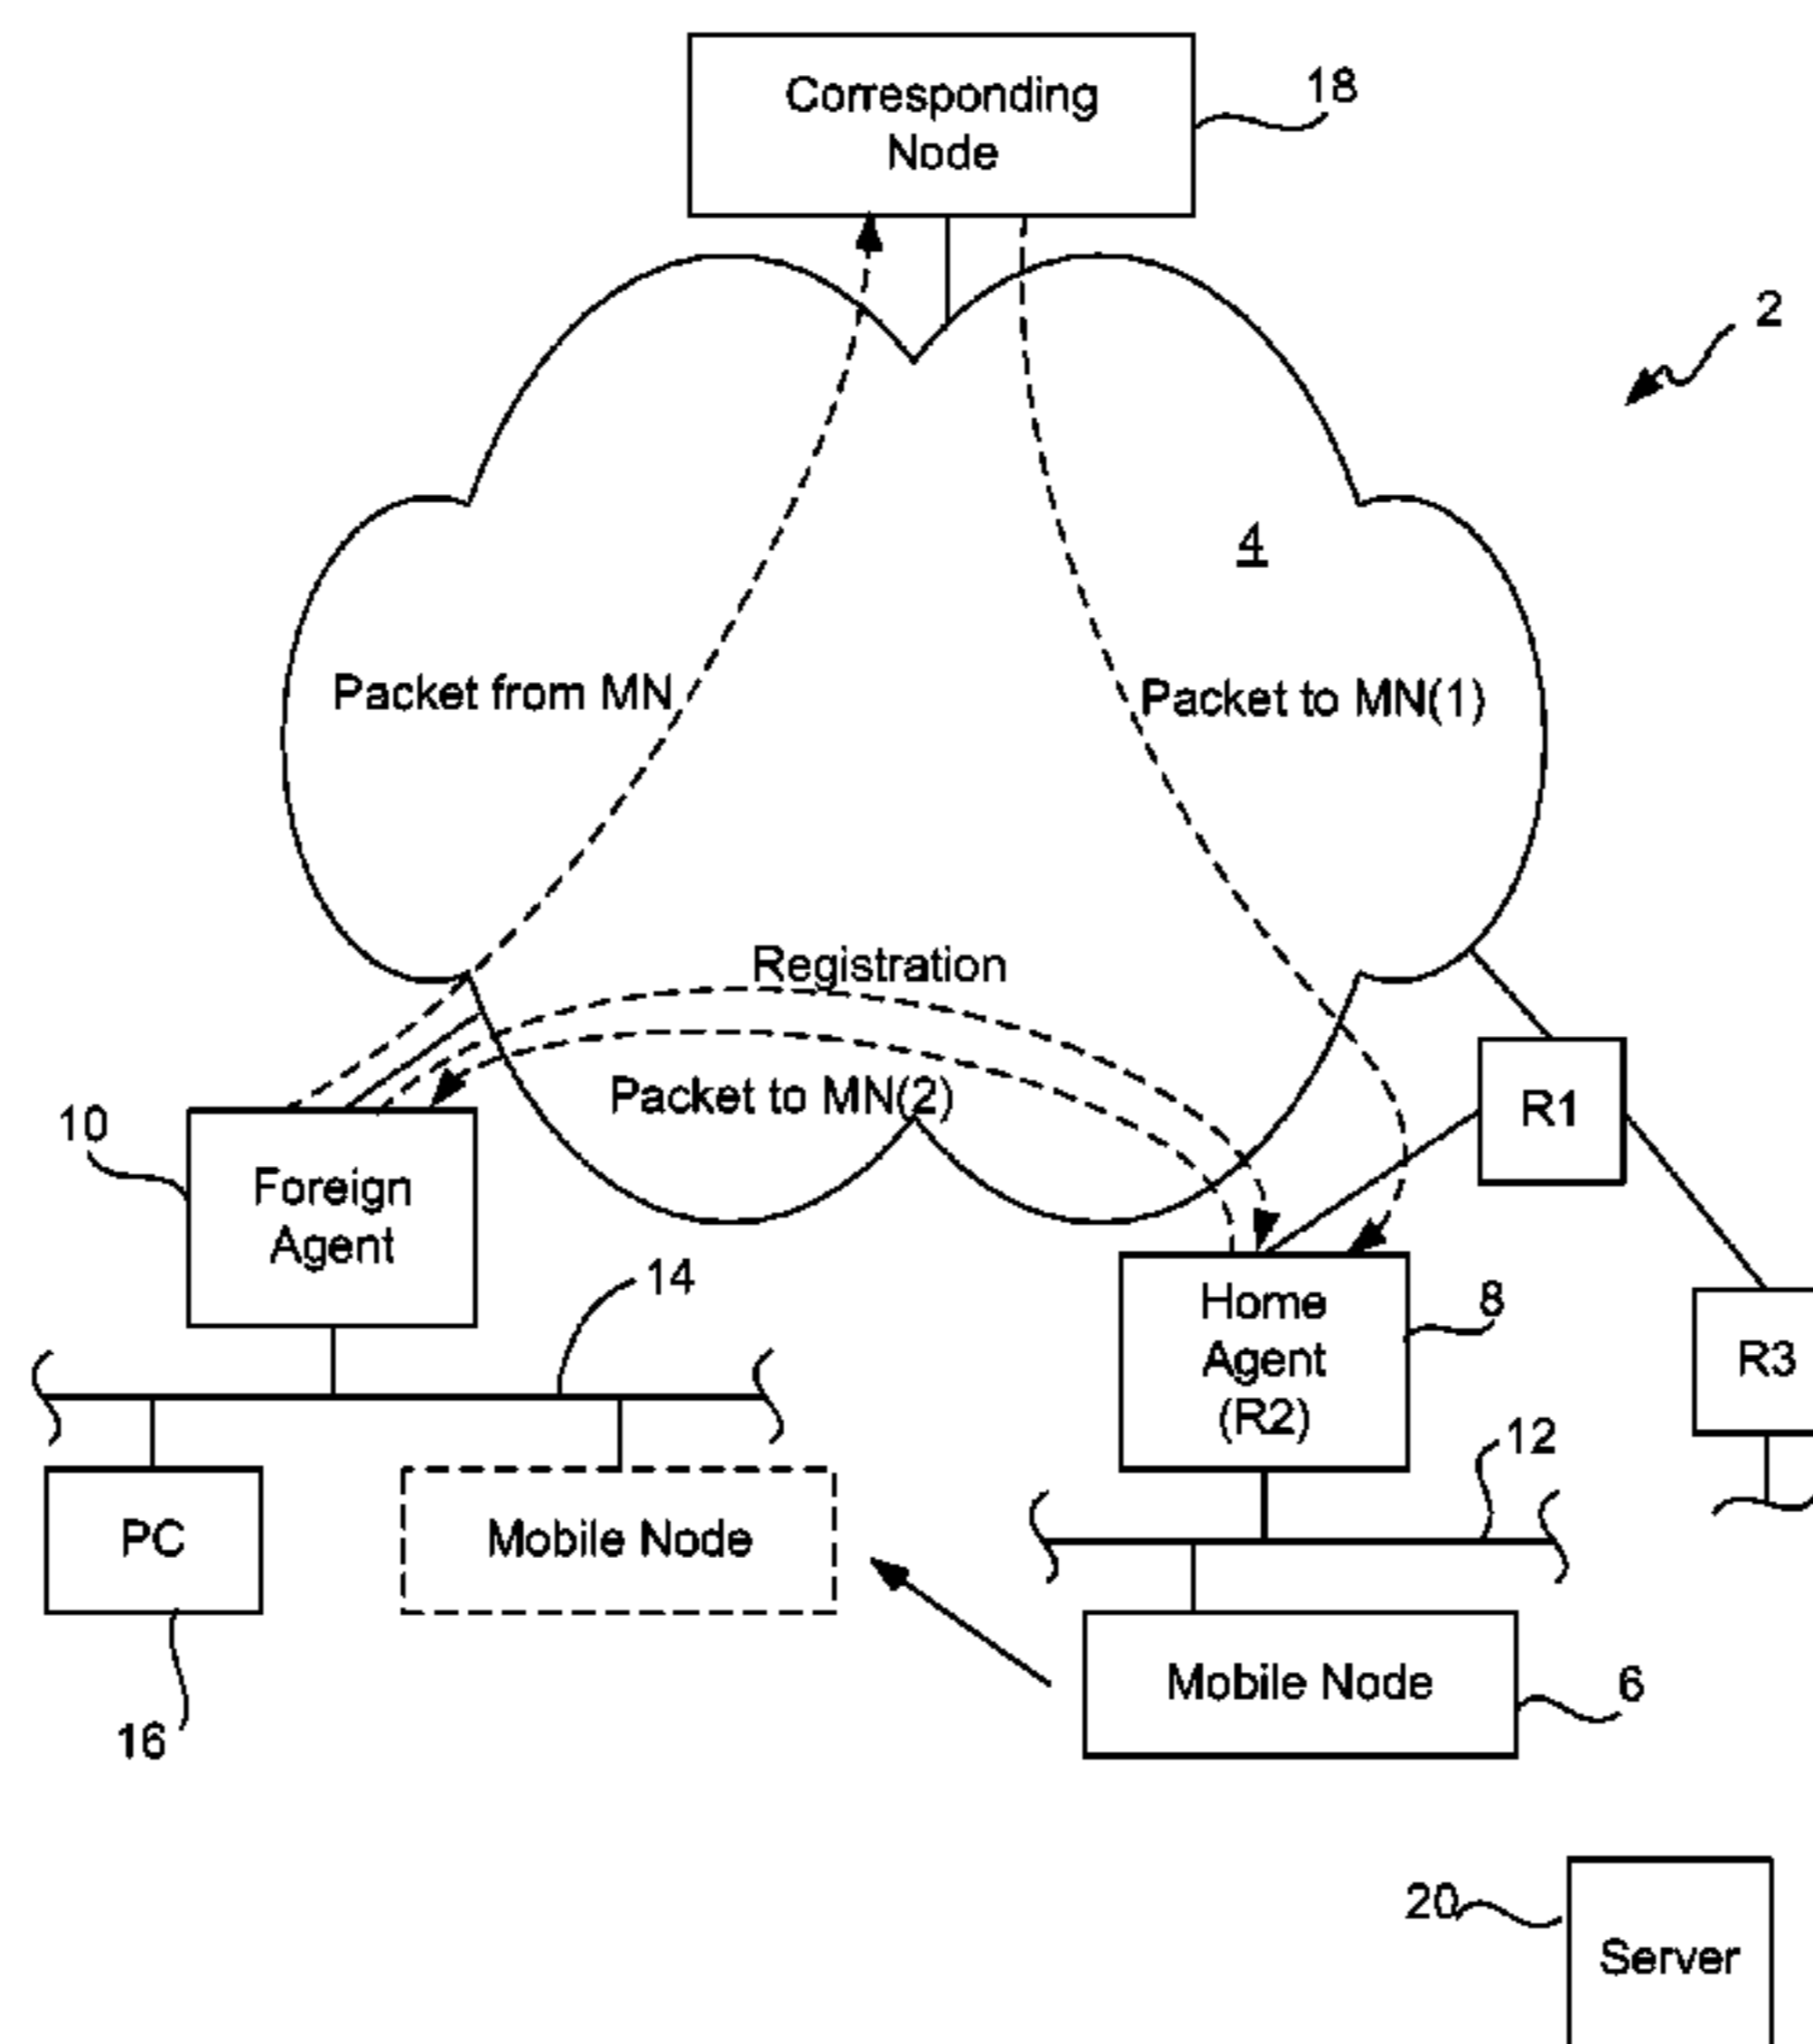 Corresponding
Node
18
2
4
Packet from MN
Packet to MN(1)
Registration
Packet to MN(2)
R1
10
Foreign
Agent
14
Home
Agent
(R2)
8
R3
12
PC
Mobile Node
Mobile Node
6
16
20
Server